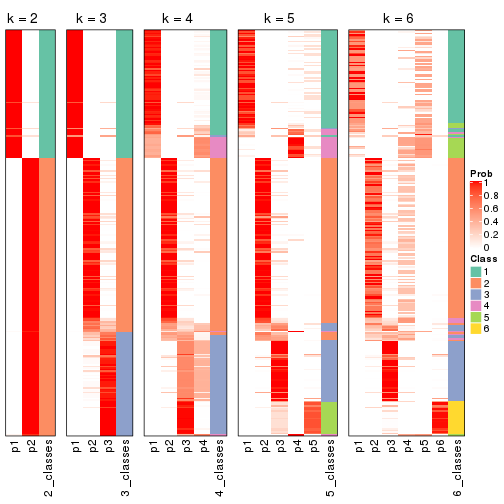 k = 2
k = 3
k = 4
k = 5
k = 6
p1
p2
2_classes
p1
p2
p3
3_classes
p1
p2
p3
p4
4_classes
p1
p2
p3
p4
p5
5_classes
p1
p2
p3
p4
p5
p6
6_classes
Prob
1
0.8
0.6
0.4
0.2
0
Class
1
2
3
4
5
6